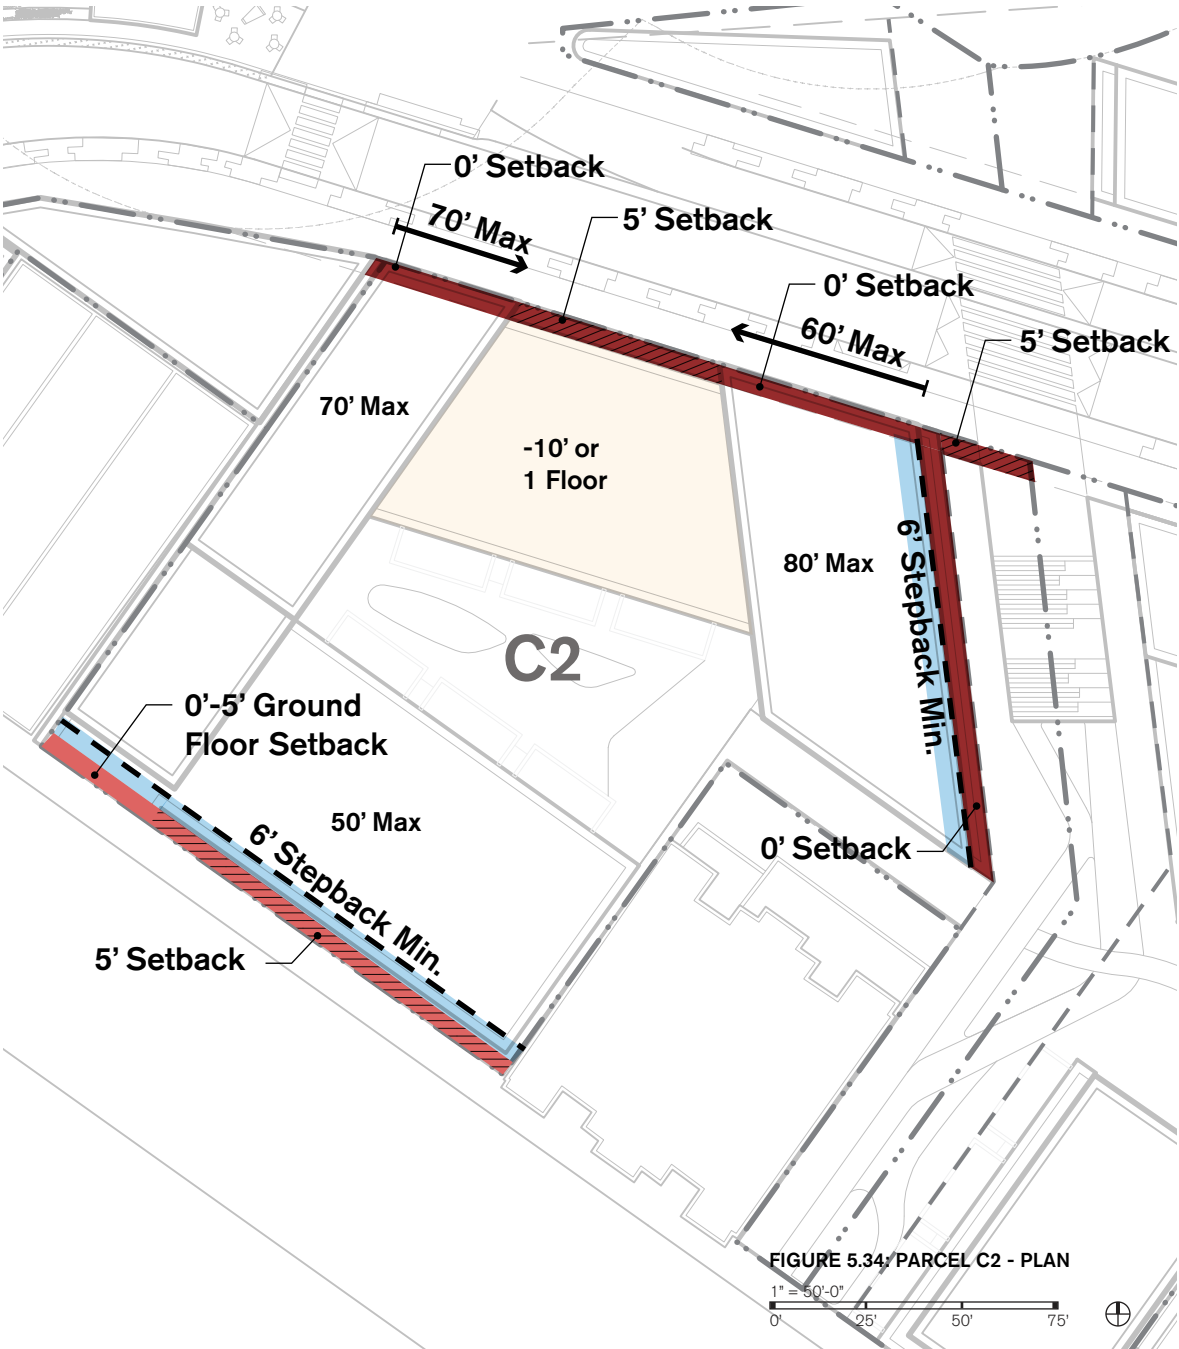 0’ Setback
70’ Max
5’ Setback
0’ Setback
60’ Max
5’ Setback
70’ Max
-10’ or
1 Floor
80’ Max
6’ Stepback Min.
C2
0’-5’ Ground
Floor Setback
50’ Max
6’ Stepback Min.
0’ Setback
5’ Setback
FIGURE 5.34: PARCEL C2 - PLAN
1" = 50'-0"
0' 25' 50' 75'